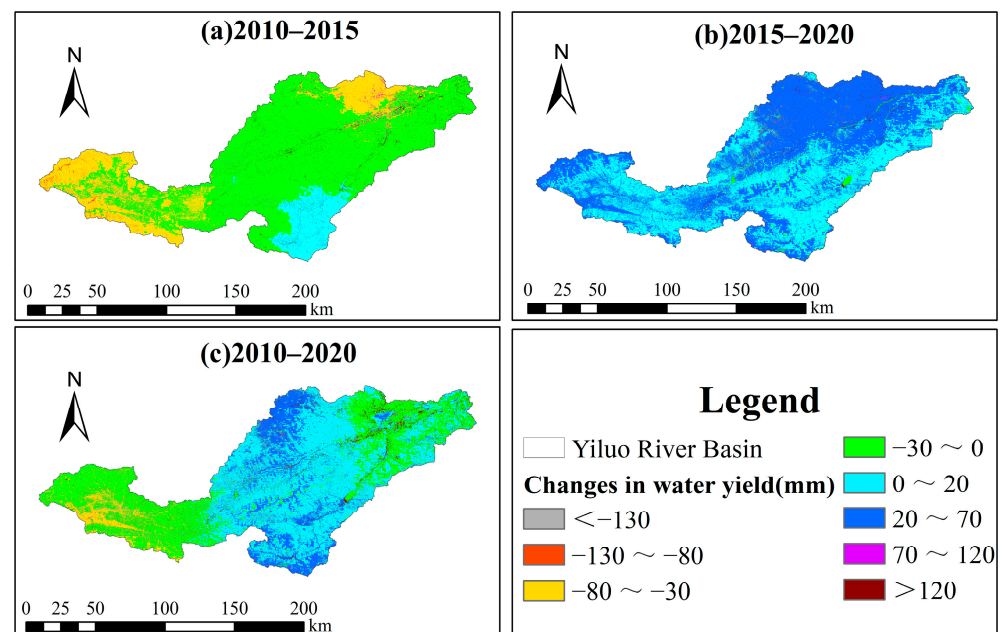 (a)2010–2015
N
0 25 50 100 150 200
km
(b)2015–2020
N
0 25 50 100 150 200
km
(c)2010–2020
N
0 25 50 100 150 200
km
Legend
Yiluo River Basin
Changes in water yield(mm)
＜−130
−130 ～ −80
−80 ～ −30
−30 ～ 0
0 ～ 20
20 ～ 70
70 ～ 120
＞120